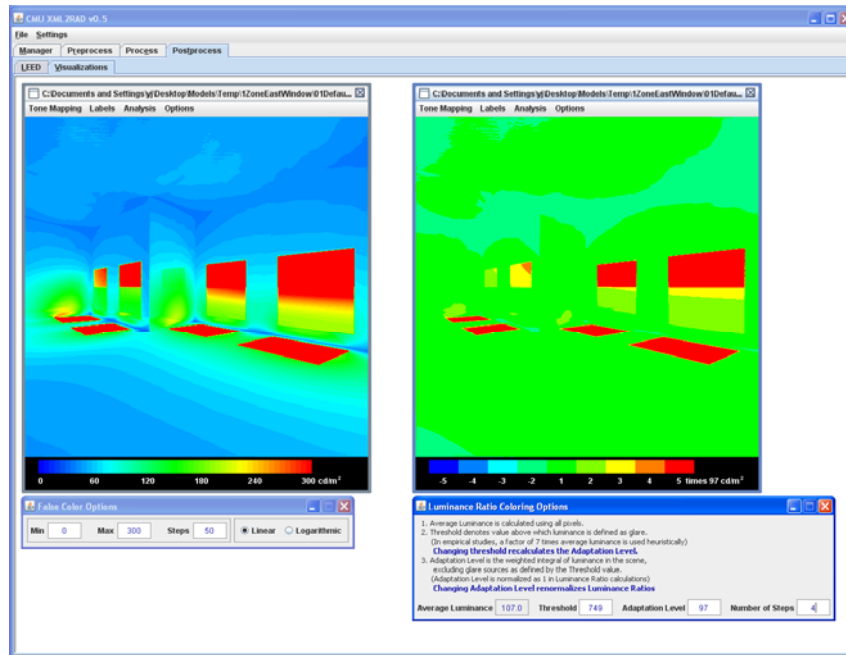 CMU XML2RAD v0.5
File Settings
Manager Preprocess Process Postprocess
LEED Visualizations
C:\Documents and Settings\yj\Desktop\Models\Temp\1ZoneEastWindow\01Defau...
Tone Mapping Labels Analysis Options
0 60 120 180 240 300 cd/m²
False Color Options
Min 0 Max 300 Steps 50 Linear Logarithmic
C:\Documents and Settings\yj\Desktop\Models\Temp\1ZoneEastWindow\01Defau...
Tone Mapping Labels Analysis Options
-5 -4 -3 -2 1 2 3 4 5 times 97 cd/m²
Luminance Ratio Coloring Options
1. Average Luminance is calculated using all pixels.
2. Threshold denotes value above which luminance is defined as glare.
(In empirical studies, a factor of 7 times average luminance is used heuristically)
Changing threshold recalculates the Adaptation Level.
3. Adaptation Level is the weighted integral of luminance in the scene,
excluding glare sources as defined by the Threshold value.
(Adaptation Level is normalized as 1 in Luminance Ratio calculations)
Changing Adaptation Level renormalizes Luminance Ratios
Average Luminance 107.0 Threshold 749 Adaptation Level 97 Number of Steps 4